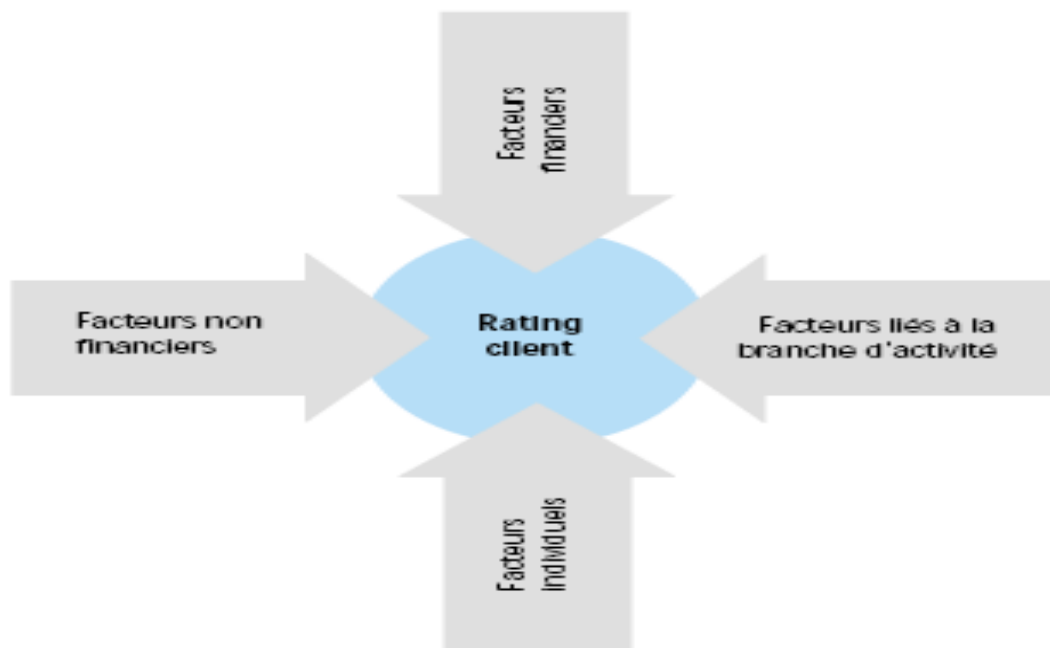 Facteurs
financiers
Facteurs non
financiers
Rating
client
Facteurs liés à la
branche d'activité
Facteurs
individuels